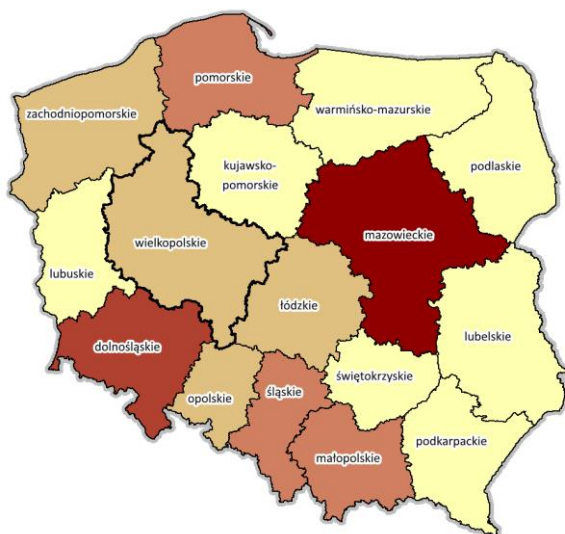 pomorskie
zachodniopomorskie
warmińsko-mazurskie
kujawsko-
pomorskie
podlaskie
mazowieckie
wielkopolskie
lubuskie
łódzkie
lubelskie
dolnośląskie
świętokrzyskie
opolskie
śląskie
podkarpackie
małopolskie